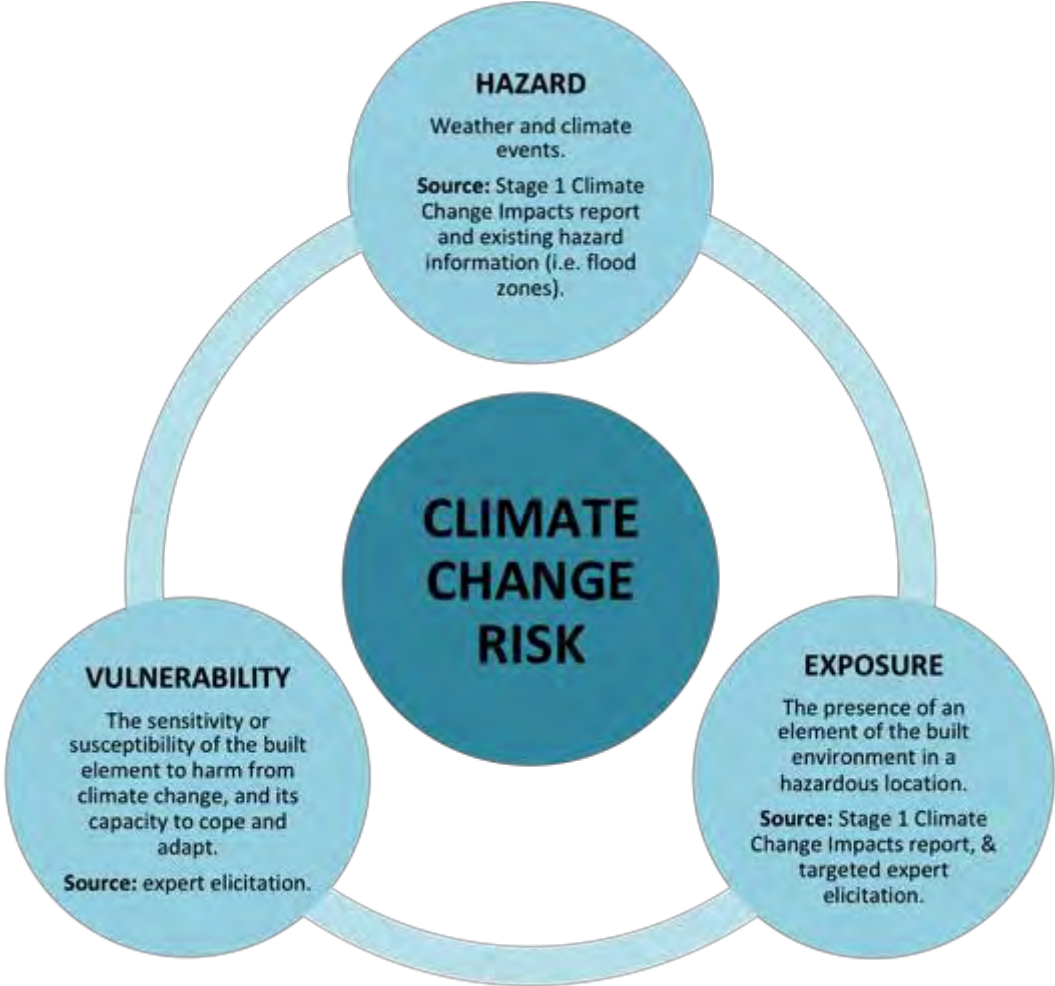 HAZARD
Weather and climate
events.
Source: Stage 1 Climate
Change Impacts report
and existing hazard
information (i.e. flood
zones).
CLIMATE
CHANGE
RISK
VULNERABILITY
The sensitivity or
susceptibility of the built
element to harm from
climate change, and its
capacity to cope and
adapt.
Source: expert elicitation.
EXPOSURE
The presence of an
element of the built
environment in a
hazardous location.
Source: Stage 1 Climate
Change Impacts report, &
targeted expert
elicitation.